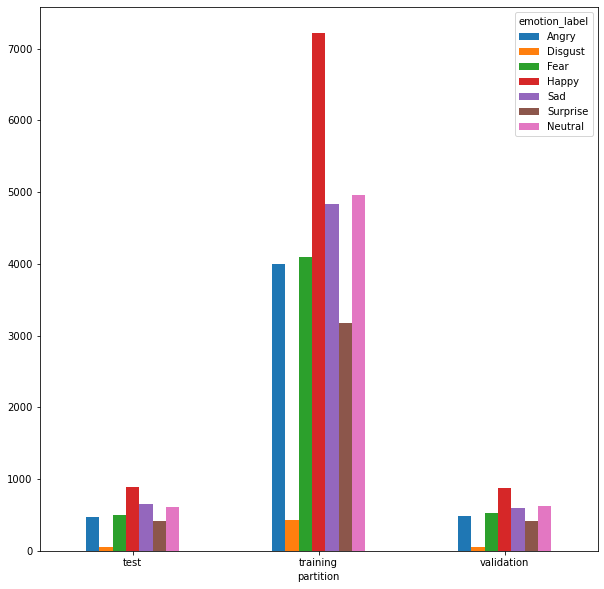 emotion_label
Angry
Disgust
Fear
Happy
Sad
Surprise
Neutral
7000
6000
5000
4000
3000
2000
1000
0
test training validation
partition